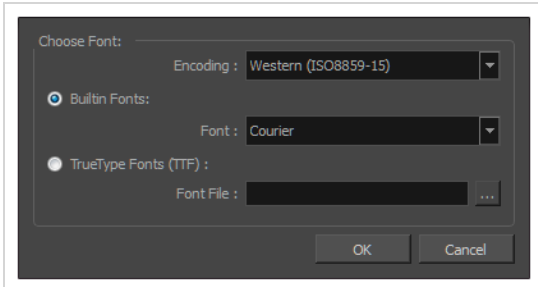 Choose Font:
Encoding : Western (ISO8859-15)
Builtin Fonts:
Font : Courier
TrueType Fonts (TTF) :
Font File : ...
OK Cancel